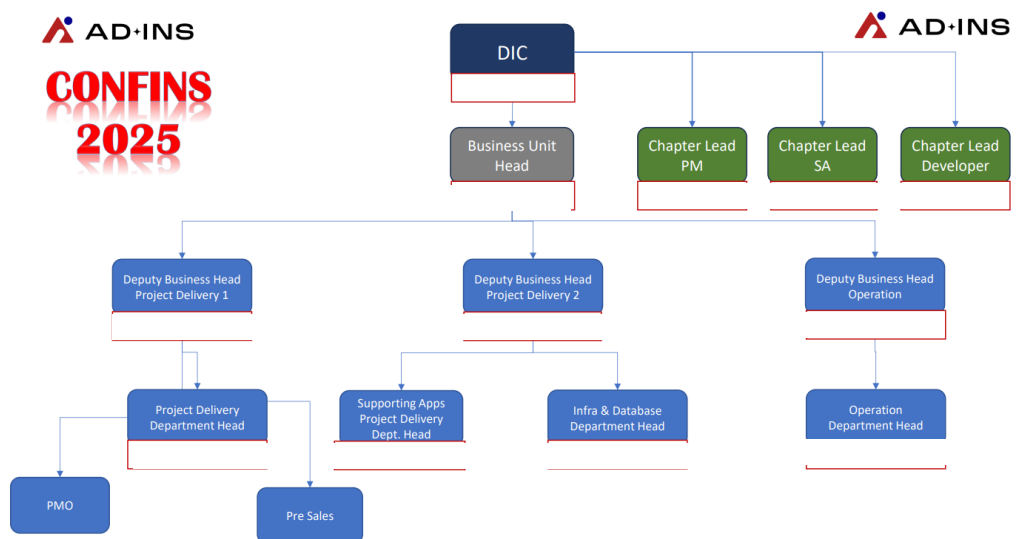 AD+INS
AD+INS
CONFINS
2025
DIC
Business Unit
Head
Chapter Lead
PM
Chapter Lead
SA
Chapter Lead
Developer
Deputy Business Head
Project Delivery 1
Deputy Business Head
Project Delivery 2
Deputy Business Head
Operation
Project Delivery
Department Head
Supporting Apps
Project Delivery
Dept. Head
Infra & Database
Department Head
Operation
Department Head
PMO
Pre Sales